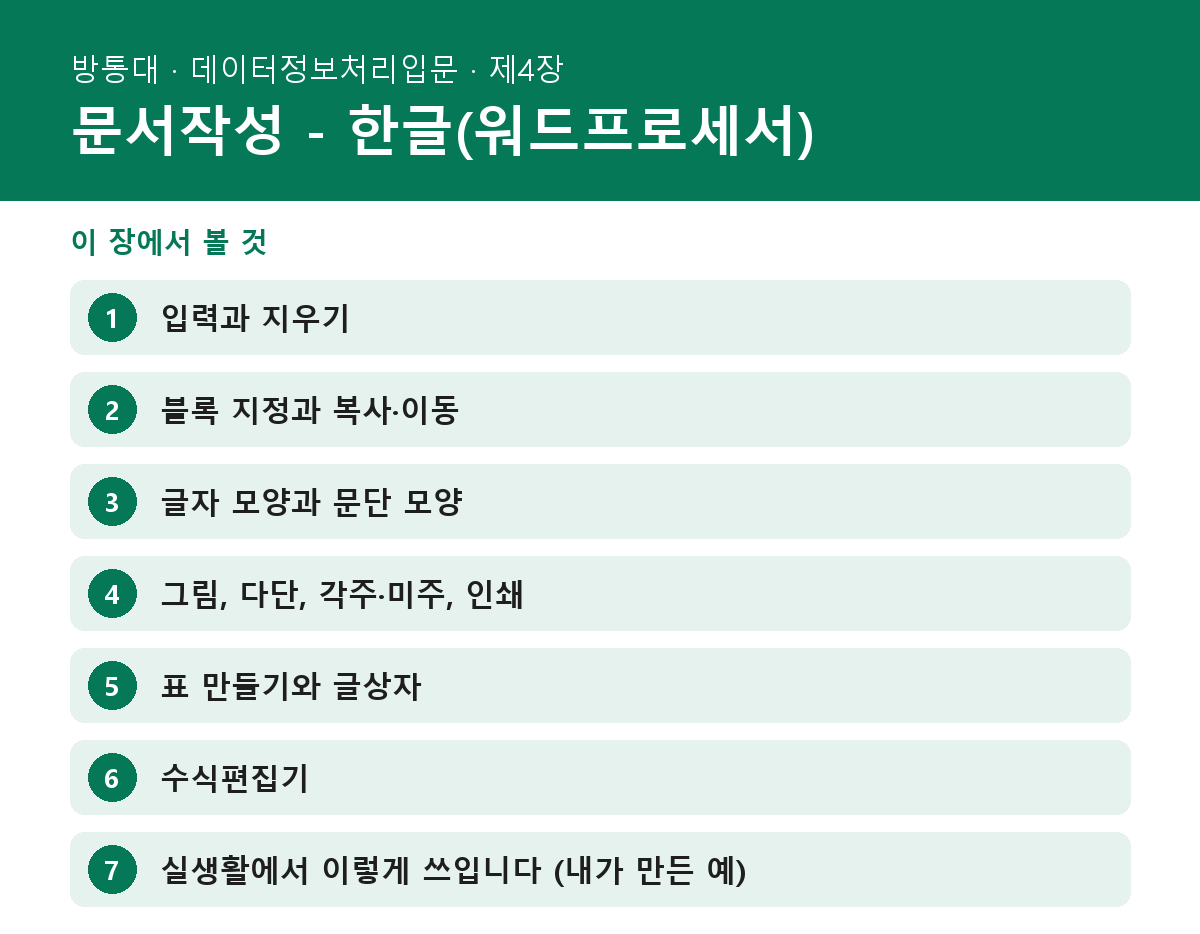 방통대 · 데이터정보처리입문 · 제4장
문서작성 - 한글(워드프로세서)
이 장에서 볼 것
1 입력과 지우기
2 블록 지정과 복사·이동
3 글자 모양과 문단 모양
4 그림, 다단, 각주·미주, 인쇄
5 표 만들기와 글상자
6 수식편집기
7 실생활에서 이렇게 쓰입니다 (내가 만든 예)